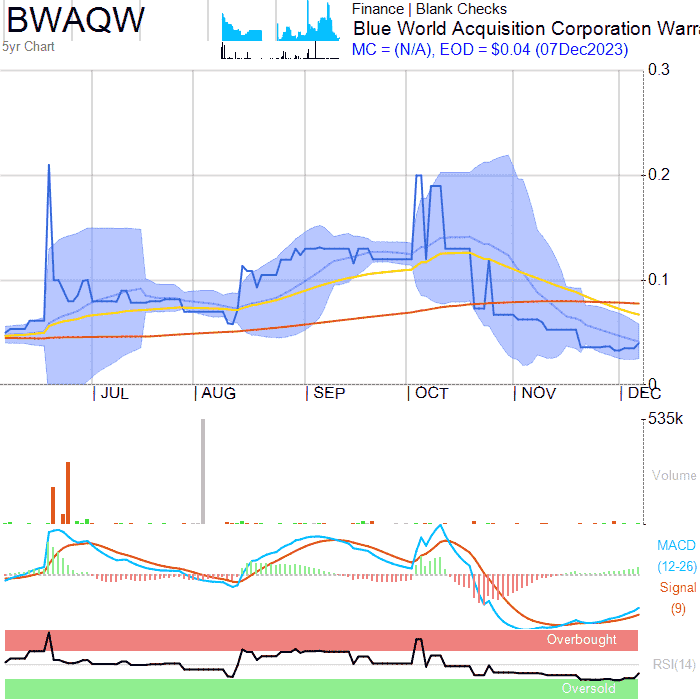 BWAQW
5yr Chart
Finance | Blank Checks
Blue World Acquisition Corporation Warra
MC = (N/A), EOD = $0.04 (07Dec2023)
0.3
0.2
0.1
0
JUL AUG SEP OCT NOV DEC
535k
Volume
MACD
(12-26)
Signal
(9)
Overbought
RSI(14)
Oversold